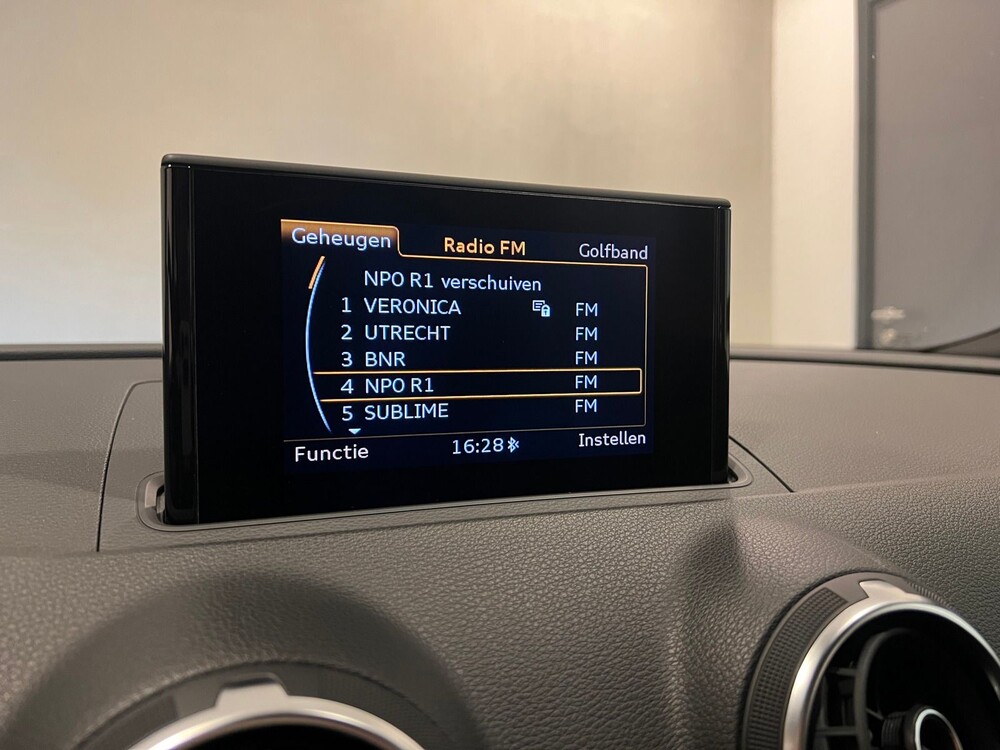 Geheugen Radio FM Golfband
NPO R1 verschuiven
1 VERONICA FM
2 UTRECHT FM
3 BNR FM
4 NPO R1 FM
5 SUBLIME FM
Functie 16:28 Instellen